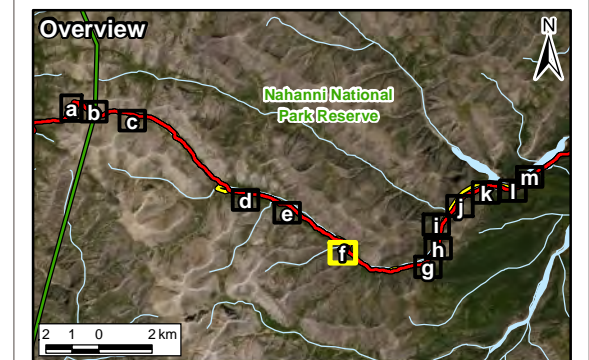 Overview
N
Nahanni National
Park Reserve
a
b
c
d
e
f
g
h
i
j
k
l
m
2 1 0 2 km